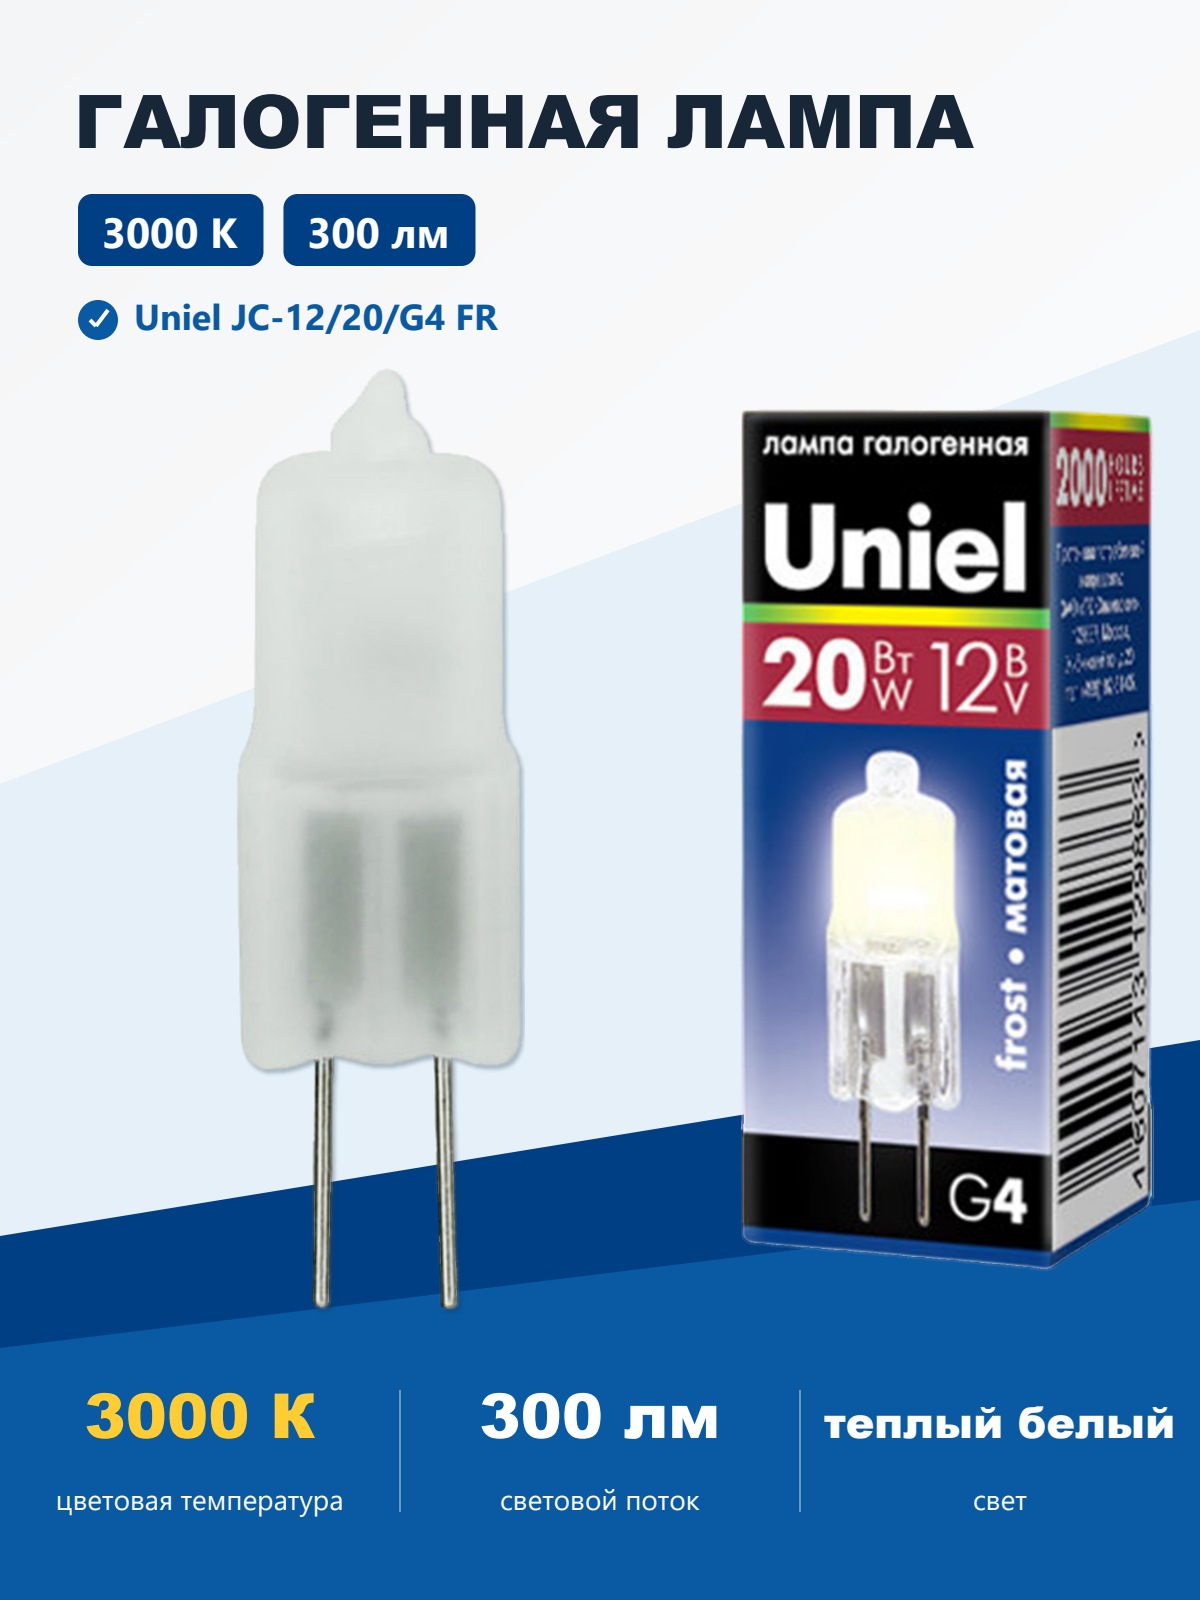 ГАЛОГЕННАЯ ЛАМПА
3000 К
300 лм
Uniel JC-12/20/G4 FR
лампа галогенная
Uniel
20 Вт W 12 В V
frost • матовая
G4
2000 HOURS
3000 К
цветовая температура
300 лм
световой поток
теплый белый
свет